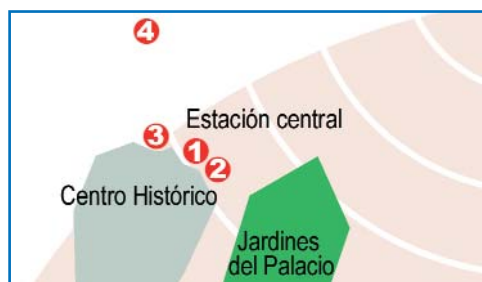 4
Estación central
3
1
2
Centro Histórico
Jardines
del Palacio